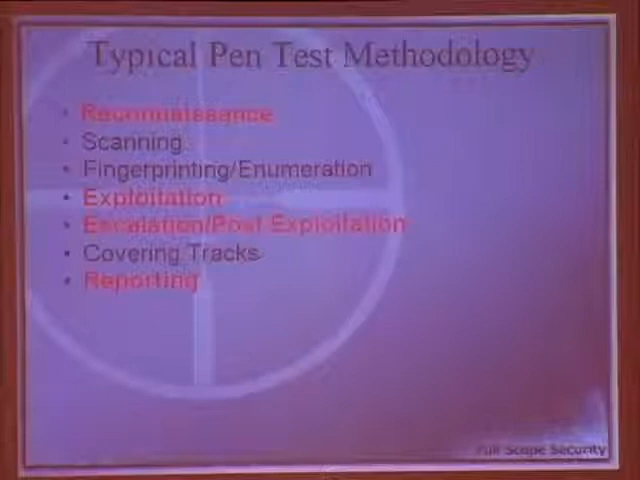 Typical Pen Test Methodology
Reconnaissance
Scanning
Fingerprinting/Enumeration
Exploitation
Escalation/Post Exploitation
Covering Tracks
Reporting
Full Scope Security